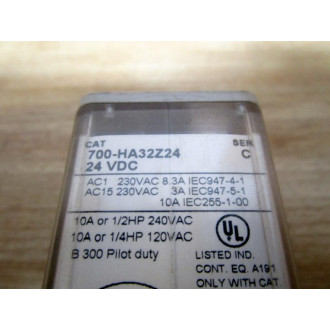 CAT SER
700-HA32Z24 C
24 VDC
AC1 230VAC 8.3A IEC947-4-1
AC15 230VAC 3A IEC947-5-1
10A IEC255-1-00
10A or 1/2HP 240VAC
10A or 1/4HP 120VAC
B 300 Pilot duty
UL
LISTED IND.
CONT. EQ. A191
ONLY WITH CAT.